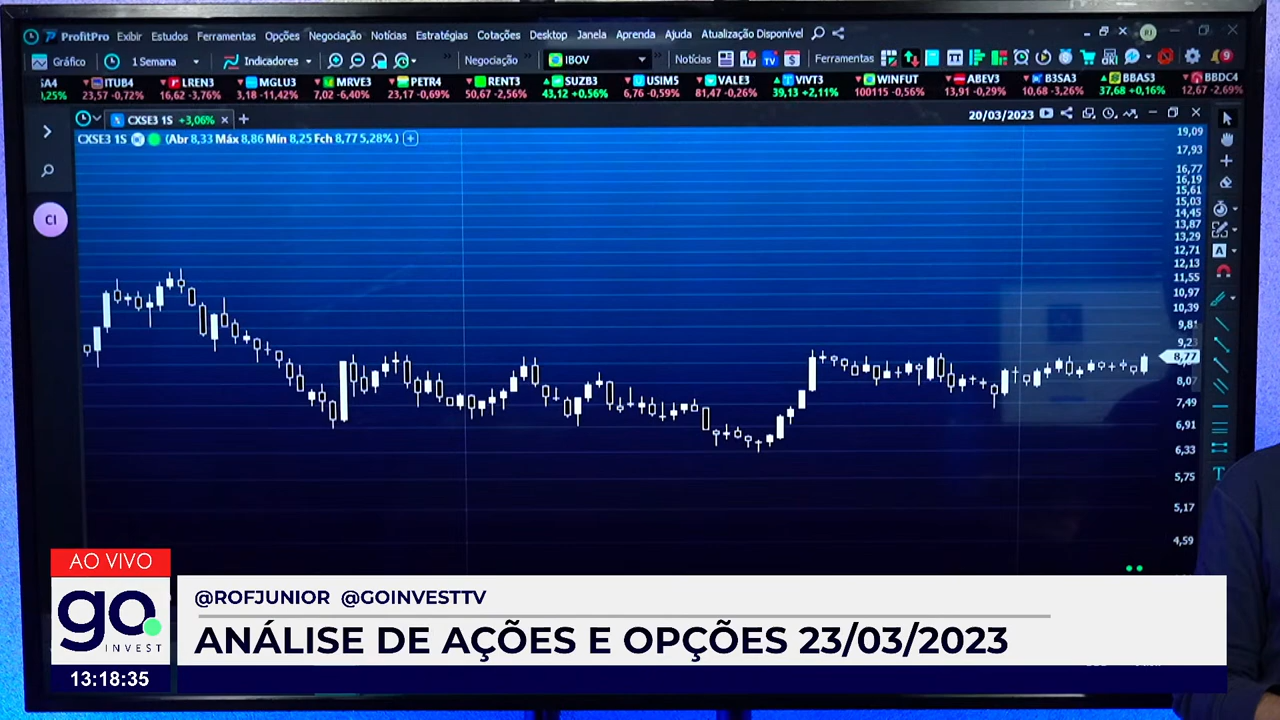 ProfitPro Exibir Estudos Ferramentas Opções Negociação Notícias Estratégias Cotações Desktop Janela Aprenda Ajuda Atualização Disponível RJ
Gráfico 1 Semana Indicadores Negociação IBOV Notícias TV Ferramentas 9
ITUB4 LREN3 MGLU3 MRVE3 PETR4 RENT3 SUZB3 USIM5 VALE3 VIVT3 WINFUT ABEV3 B3SA3 BBAS3 BBDC4
23,57 -0,72% 16,62 -3,76% 3,18 -11,42% 7,02 -6,40% 23,17 -0,69% 50,67 -2,56% 43,12 +0,56% 6,76 -0,59% 81,47 -0,26% 39,13 +2,11% 100115 -0,56% 13,91 -0,29% 10,68 -3,26% 37,68 +0,16% 12,67 -2,69%
CXSE3 1S +3,06% 20/03/2023
CXSE3 1S (Abr 8,33 Máx 8,86 Mín 8,25 Fch 8,77 5,28% )
CI
19,09
17,93
16,77
16,19
15,61
15,03
14,45
13,87
13,29
12,71
12,13
11,55
10,97
10,39
9,81
9,23
8,77
8,07
7,49
6,91
6,33
5,75
5,17
4,59
A
T
AO VIVO
go.
INVEST
13:18:35
@ROFJUNIOR @GOINVESTTV
ANÁLISE DE AÇÕES E OPÇÕES 23/03/2023